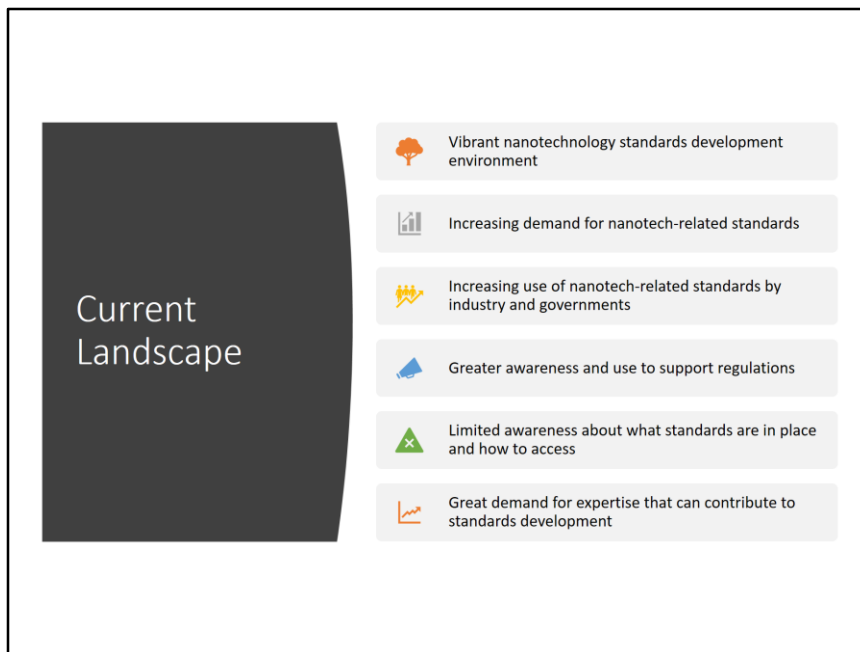 Current
Landscape
Vibrant nanotechnology standards development
environment
Increasing demand for nanotech-related standards
Increasing use of nanotech-related standards by
industry and governments
Greater awareness and use to support regulations
Limited awareness about what standards are in place
and how to access
Great demand for expertise that can contribute to
standards development